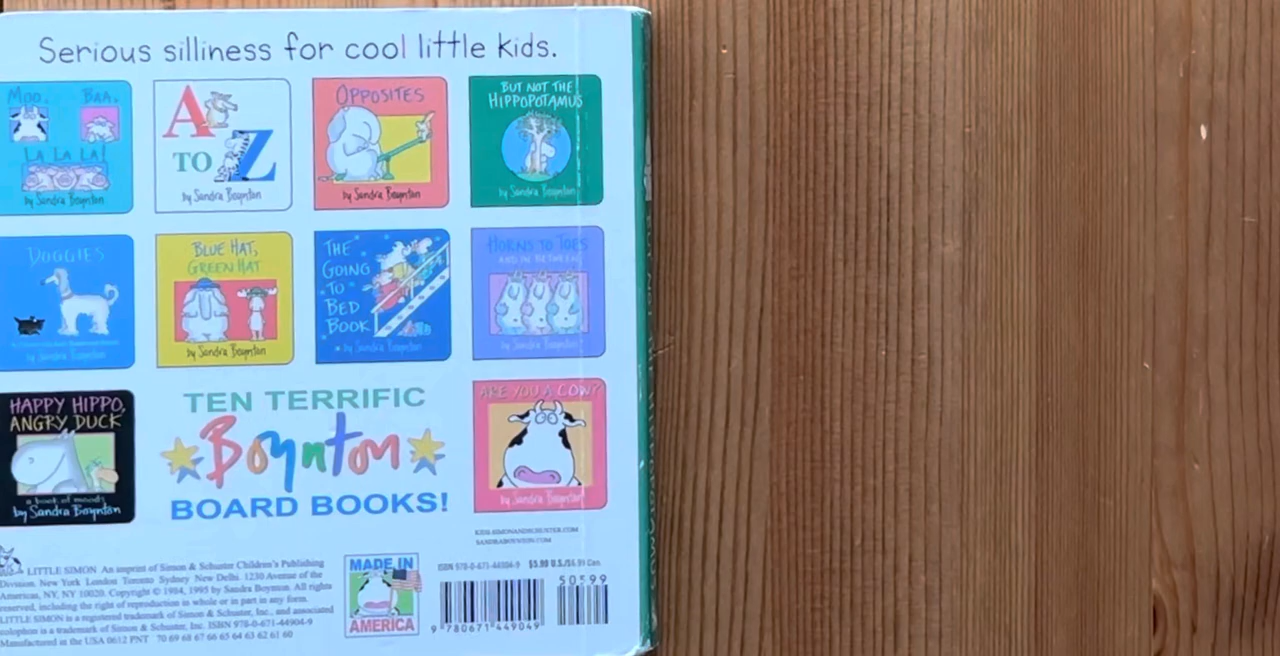 Serious silliness for cool little kids.
MOO, BAA,
LA LA LA!
by Sandra Boynton
A
TO Z
by Sandra Boynton
OPPOSITES
by Sandra Boynton
BUT NOT THE
HIPPOPOTAMUS
by Sandra Boynton
DOGGIES
by Sandra Boynton
BLUE HAT,
GREEN HAT
by Sandra Boynton
THE
GOING
TO
BED
BOOK
by Sandra Boynton
HORNS TO TOES
AND IN BETWEEN
by Sandra Boynton
HAPPY HIPPO,
ANGRY DUCK
a book of moods
by Sandra Boynton
TEN TERRIFIC
Boynton
BOARD BOOKS!
ARE YOU A COW?
by Sandra Boynton
KIDS.SIMONANDSCHUSTER.COM
SANDRABOYNTON.COM
LITTLE SIMON An imprint of Simon & Schuster Children's Publishing
Division. New York London Toronto Sydney New Delhi. 1230 Avenue of the
Americas, NY, NY 10020. Copyright © 1984, 1995 by Sandra Boynton. All rights
reserved, including the right of reproduction in whole or in part in any form.
LITTLE SIMON is a registered trademark of Simon & Schuster, Inc., and associated
colophon is a trademark of Simon & Schuster, Inc. ISBN 978-0-671-44904-9
Manufactured in the USA 0612 PNT 70 69 68 67 66 65 64 63 62 61 60
MADE IN
AMERICA
ISBN 978-0-671-44904-9 $5.99 U.S./$6.99 Can.
50599
9 780671 449049